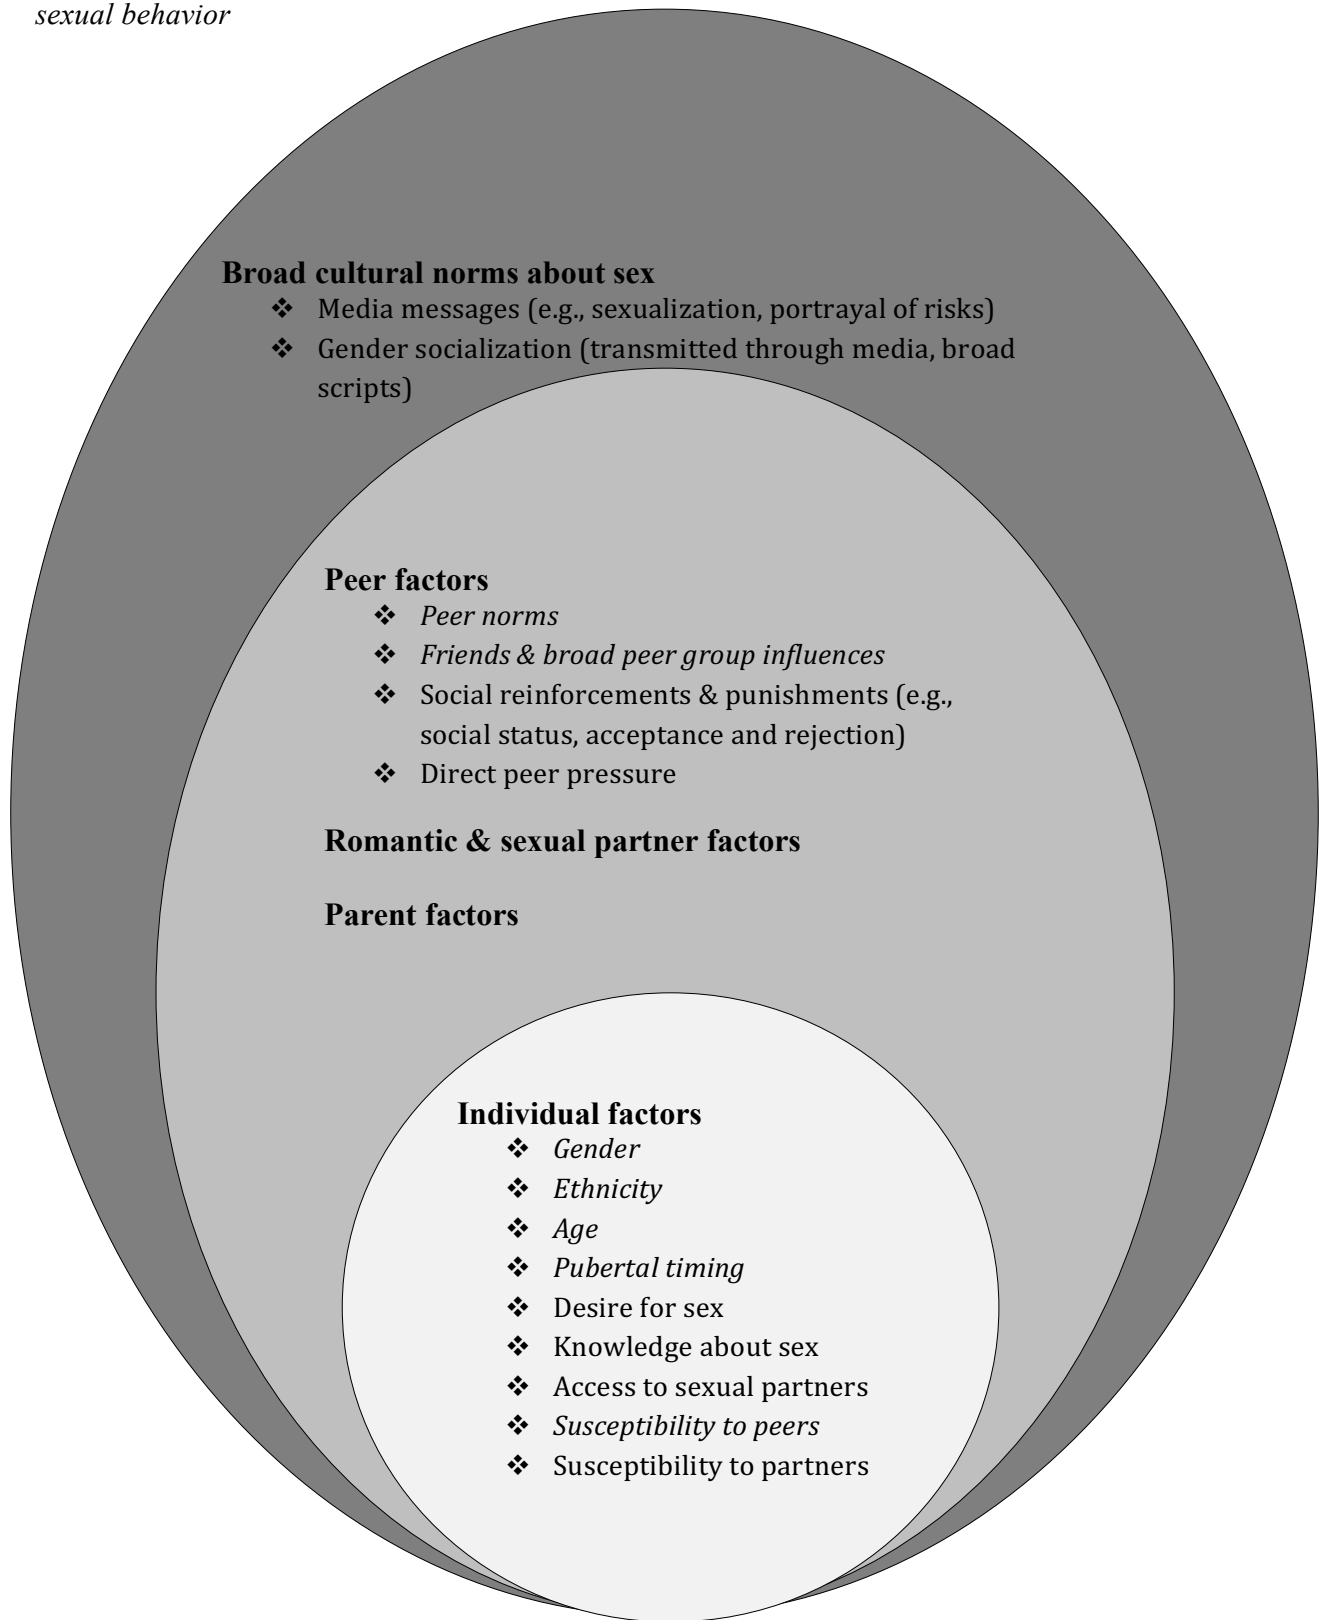 sexual behavior
Broad cultural norms about sex
❖ Media messages (e.g., sexualization, portrayal of risks)
❖ Gender socialization (transmitted through media, broad
scripts)
Peer factors
❖ Peer norms
❖ Friends & broad peer group influences
❖ Social reinforcements & punishments (e.g.,
social status, acceptance and rejection)
❖ Direct peer pressure
Romantic & sexual partner factors
Parent factors
Individual factors
❖ Gender
❖ Ethnicity
❖ Age
❖ Pubertal timing
❖ Desire for sex
❖ Knowledge about sex
❖ Access to sexual partners
❖ Susceptibility to peers
❖ Susceptibility to partners